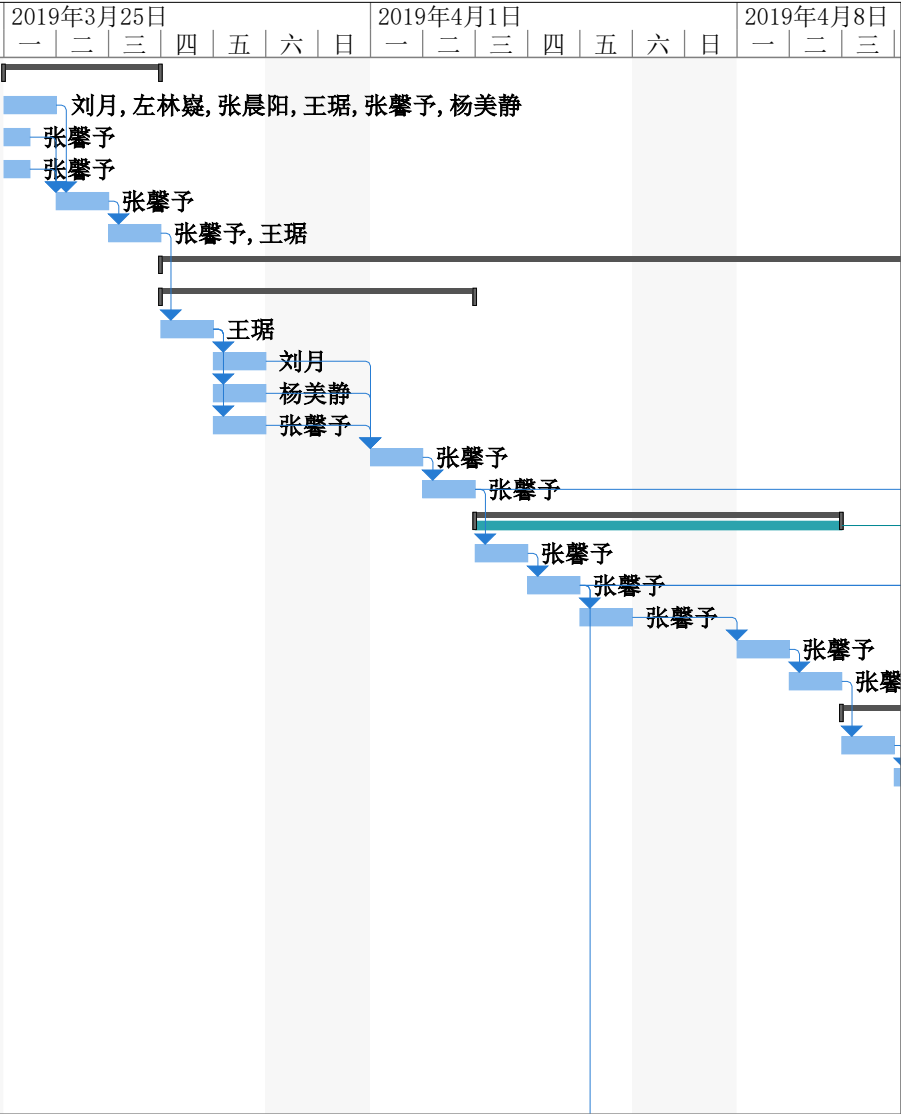 2019年3月25日 2019年4月1日 2019年4月8日
一 二 三 四 五 六 日 一 二 三 四 五 六 日 一 二 三
刘月, 左林嶷, 张晨阳, 王琚, 张馨予, 杨美静
张馨予
张馨予
张馨予
张馨予, 王琚
王琚
刘月
杨美静
张馨予
张馨予
张馨予
张馨予
张馨予
张馨予
张馨予
张馨